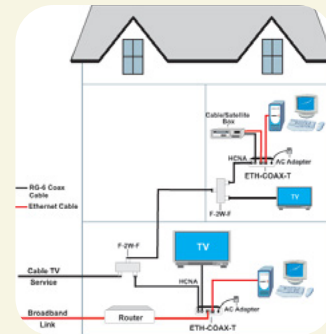 Cable/Satellite
Box
HCNA
AC Adapter
ETH-COAX-T
TV
F-2W-F
RG-6 Coax
Cable
Ethernet Cable
F-2W-F
TV
Cable TV
Service
HCNA
AC Adapter
Broadband
Link
Router
ETH-COAX-T